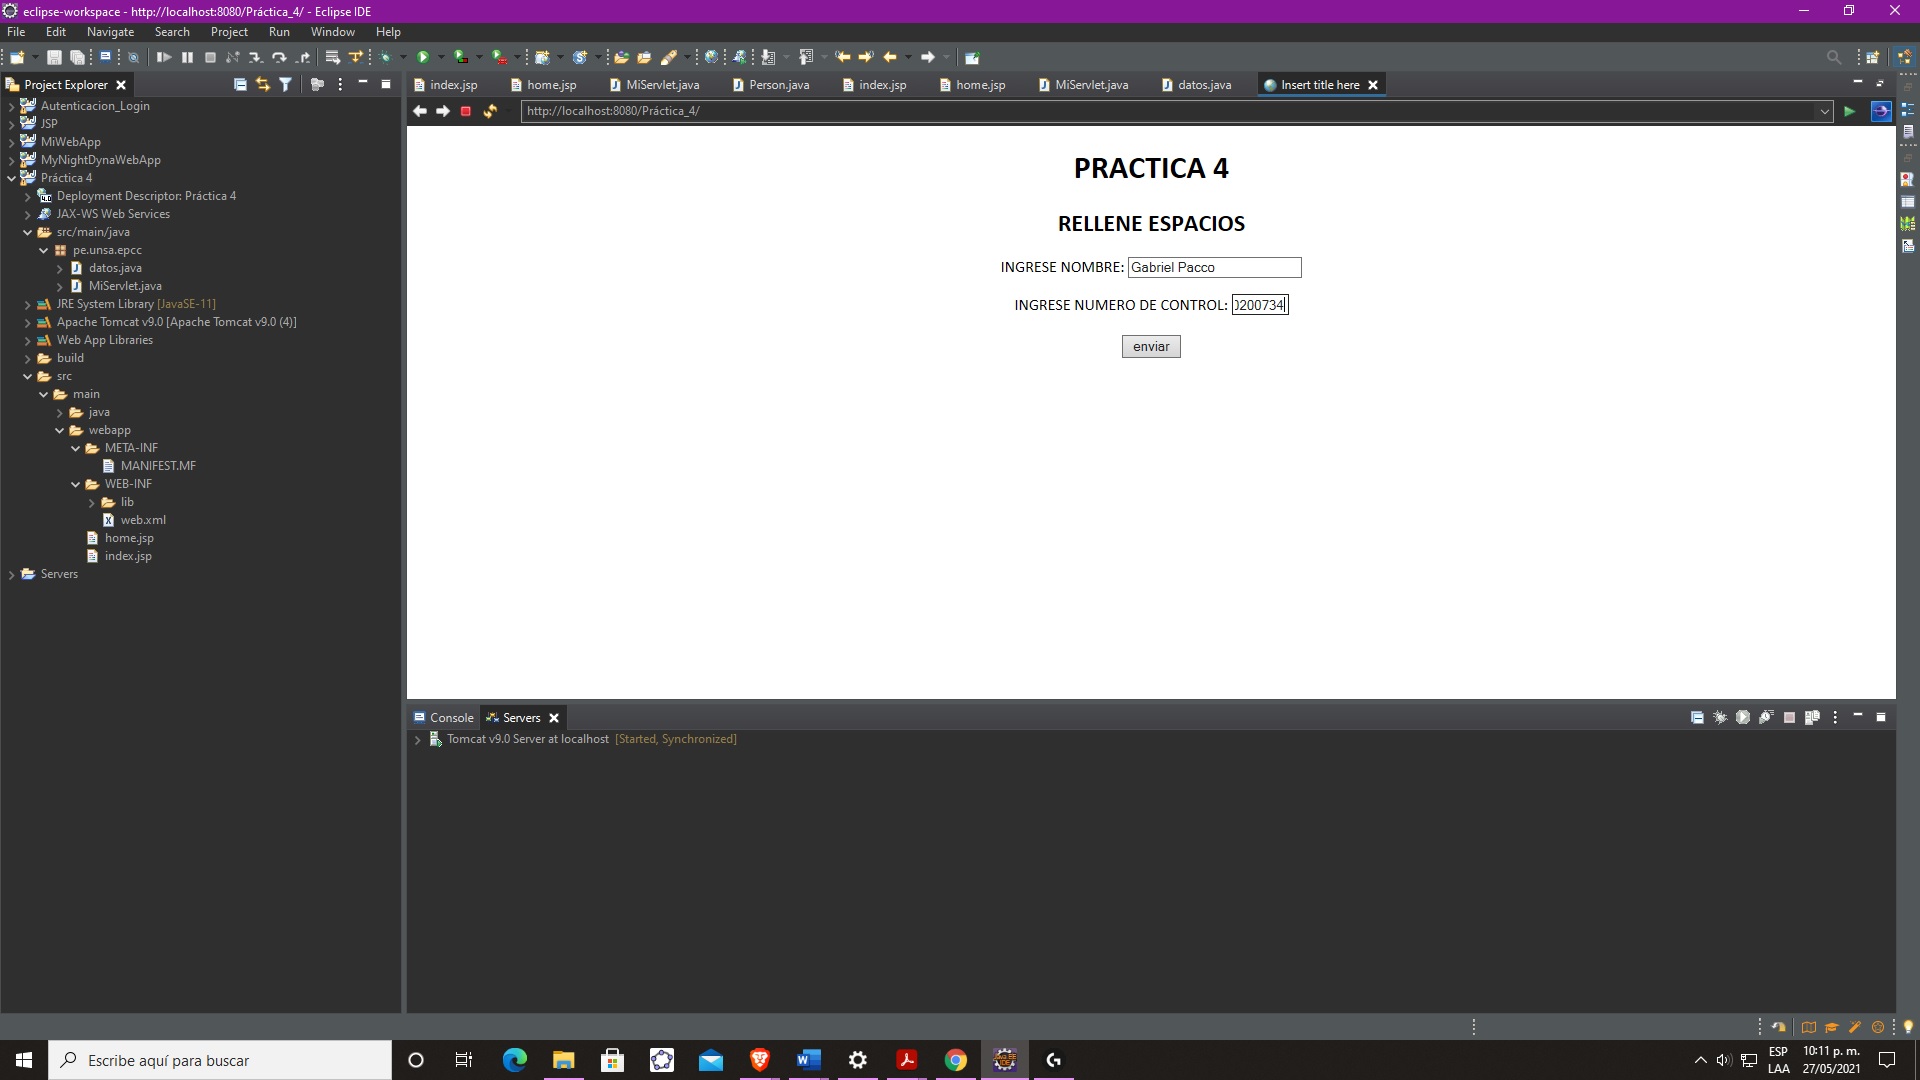 eclipse-workspace - http://localhost:8080/Práctica_4/ - Eclipse IDE
File Edit Navigate Search Project Run Window Help
Project Explorer
index.jsp home.jsp MiServlet.java Person.java index.jsp home.jsp MiServlet.java datos.java Insert title here
http://localhost:8080/Práctica_4/
Autenticacion_Login
JSP
MiWebApp
MyNightDynaWebApp
Práctica 4
Deployment Descriptor: Práctica 4
JAX-WS Web Services
src/main/java
pe.unsa.epcc
datos.java
MiServlet.java
JRE System Library [JavaSE-11]
Apache Tomcat v9.0 [Apache Tomcat v9.0 (4)]
Web App Libraries
build
src
main
java
webapp
META-INF
MANIFEST.MF
WEB-INF
lib
web.xml
home.jsp
index.jsp
Servers
PRACTICA 4
RELLENE ESPACIOS
INGRESE NOMBRE: Gabriel Pacco
INGRESE NUMERO DE CONTROL: 0200734
enviar
Console Servers
Tomcat v9.0 Server at localhost [Started, Synchronized]
Escribe aquí para buscar
ESP
LAA
10:11 p. m.
27/05/2021